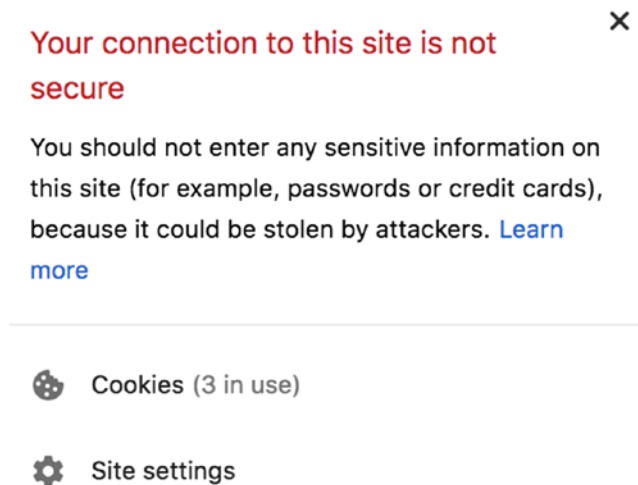 Your connection to this site is not
secure
You should not enter any sensitive information on
this site (for example, passwords or credit cards),
because it could be stolen by attackers. Learn
more
Cookies (3 in use)
Site settings